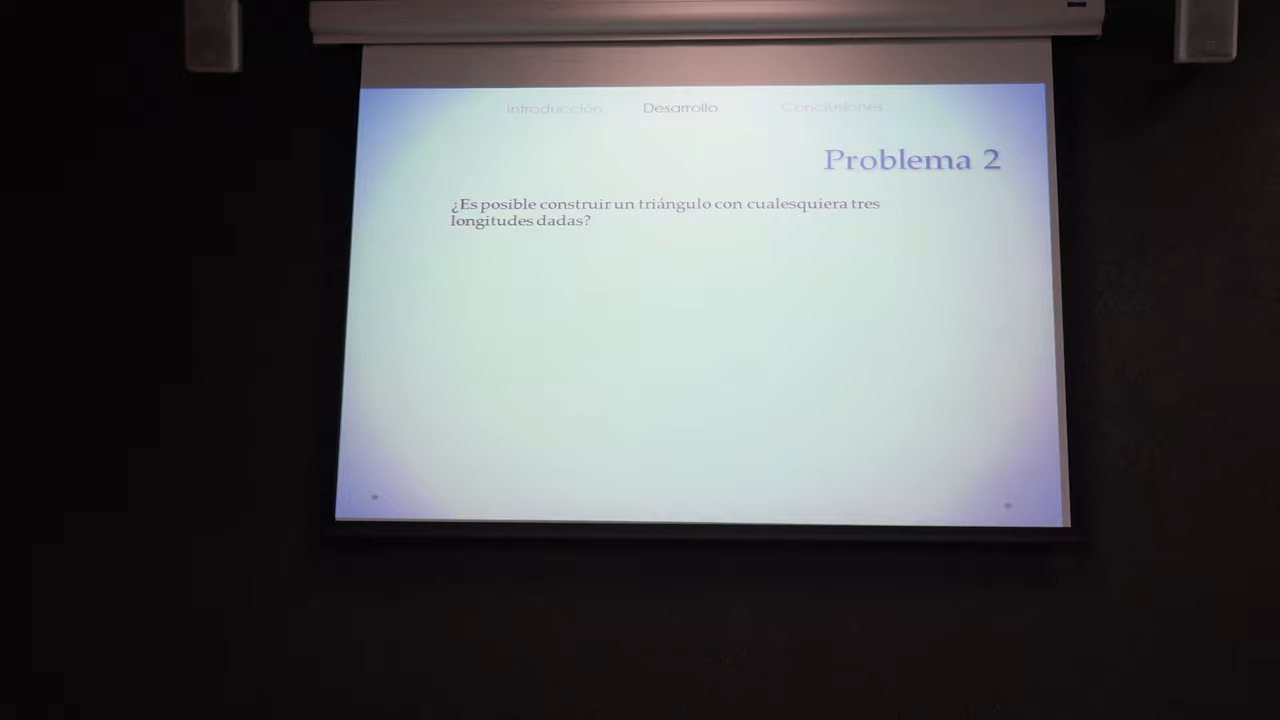 Introducción Desarrollo Conclusiones
Problema 2
¿Es posible construir un triángulo con cualesquiera tres
longitudes dadas?